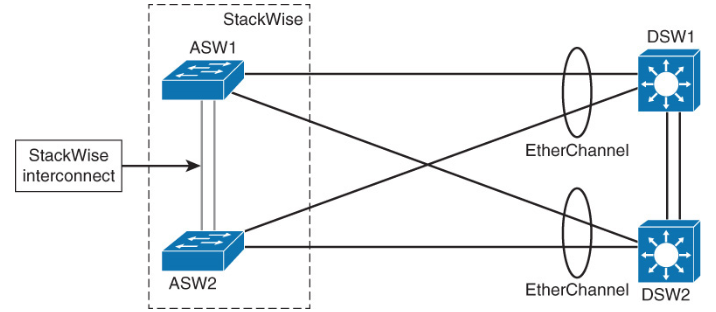 StackWise
ASW1
DSW1
StackWise
interconnect
EtherChannel
EtherChannel
ASW2
DSW2